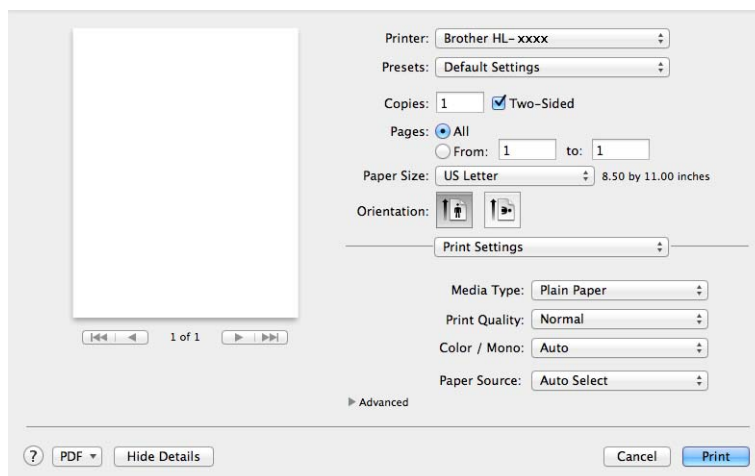 Printer: Brother HL-xxxx
Presets: Default Settings
Copies: 1 Two-Sided
Pages: All
From: 1 to: 1
Paper Size: US Letter 8.50 by 11.00 inches
Orientation:
Print Settings
Media Type: Plain Paper
Print Quality: Normal
Color / Mono: Auto
Paper Source: Auto Select
Advanced
1 of 1
? PDF Hide Details Cancel Print